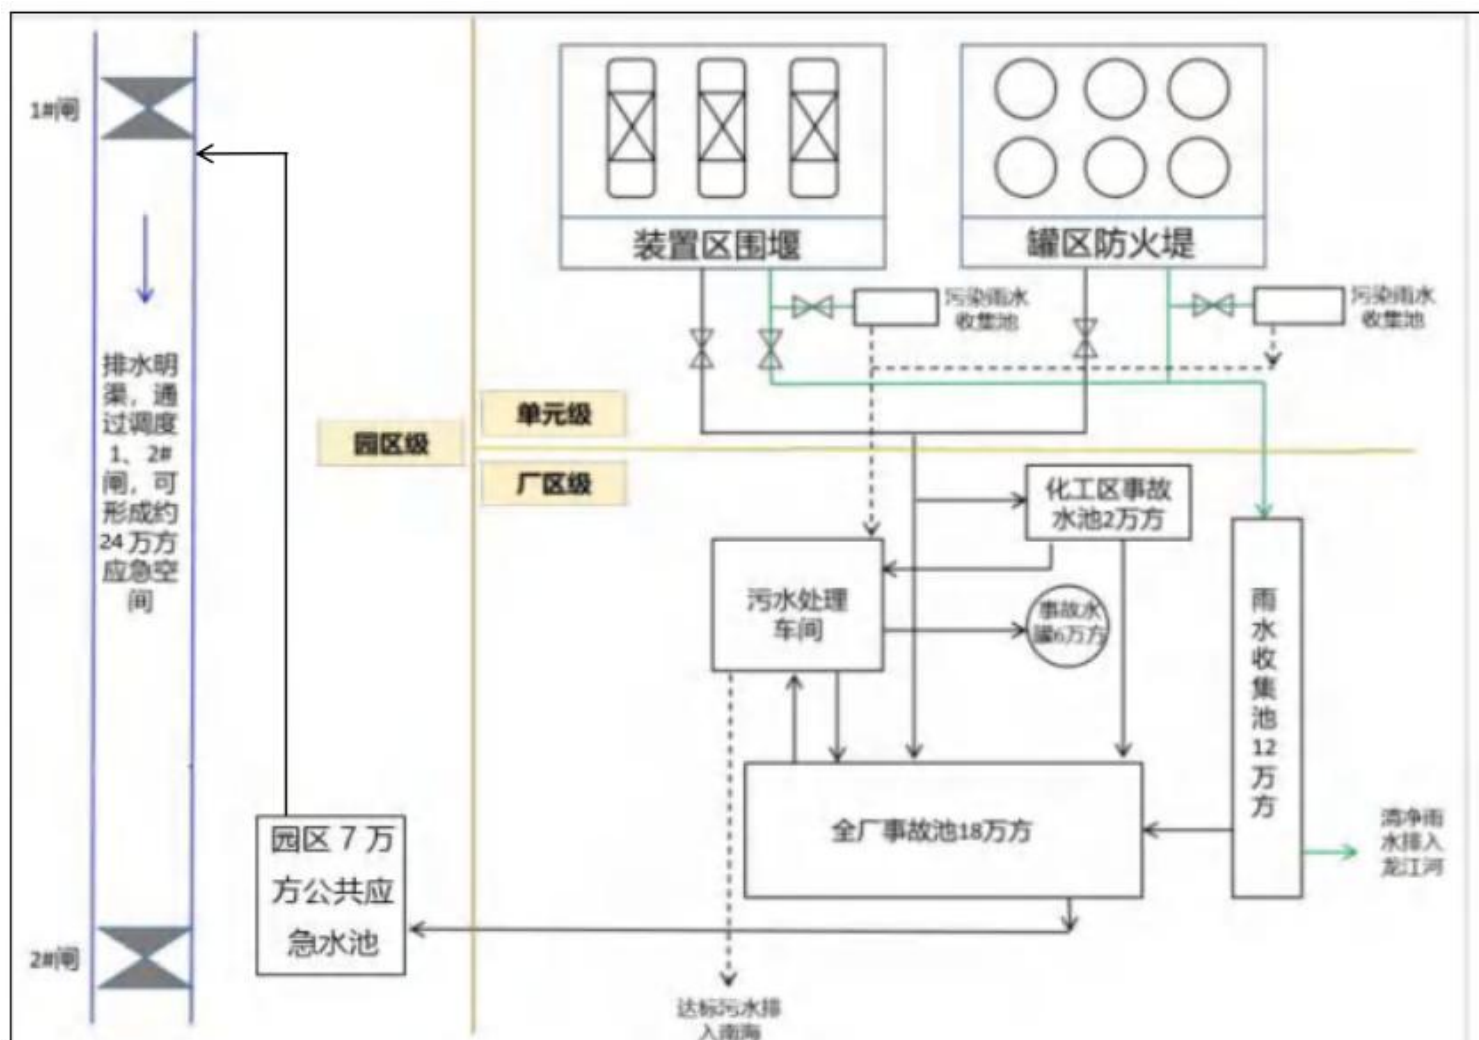 1#闸
排水明
渠，通
过调度
1、2#
闸，可
形成约
24万方
应急空
间
2#闸
园区级
园区7万
方公共应
急水池
单元级
厂区级
装置区围堰
罐区防火堤
污染雨水
收集池
污染雨水
收集池
化工区事故
水池2万方
污水处理
车间
事故水
罐6万方
全厂事故池18万方
雨
水
收
集
池
12
万
方
清净雨
水排入
龙江河
达标污水排
入南海